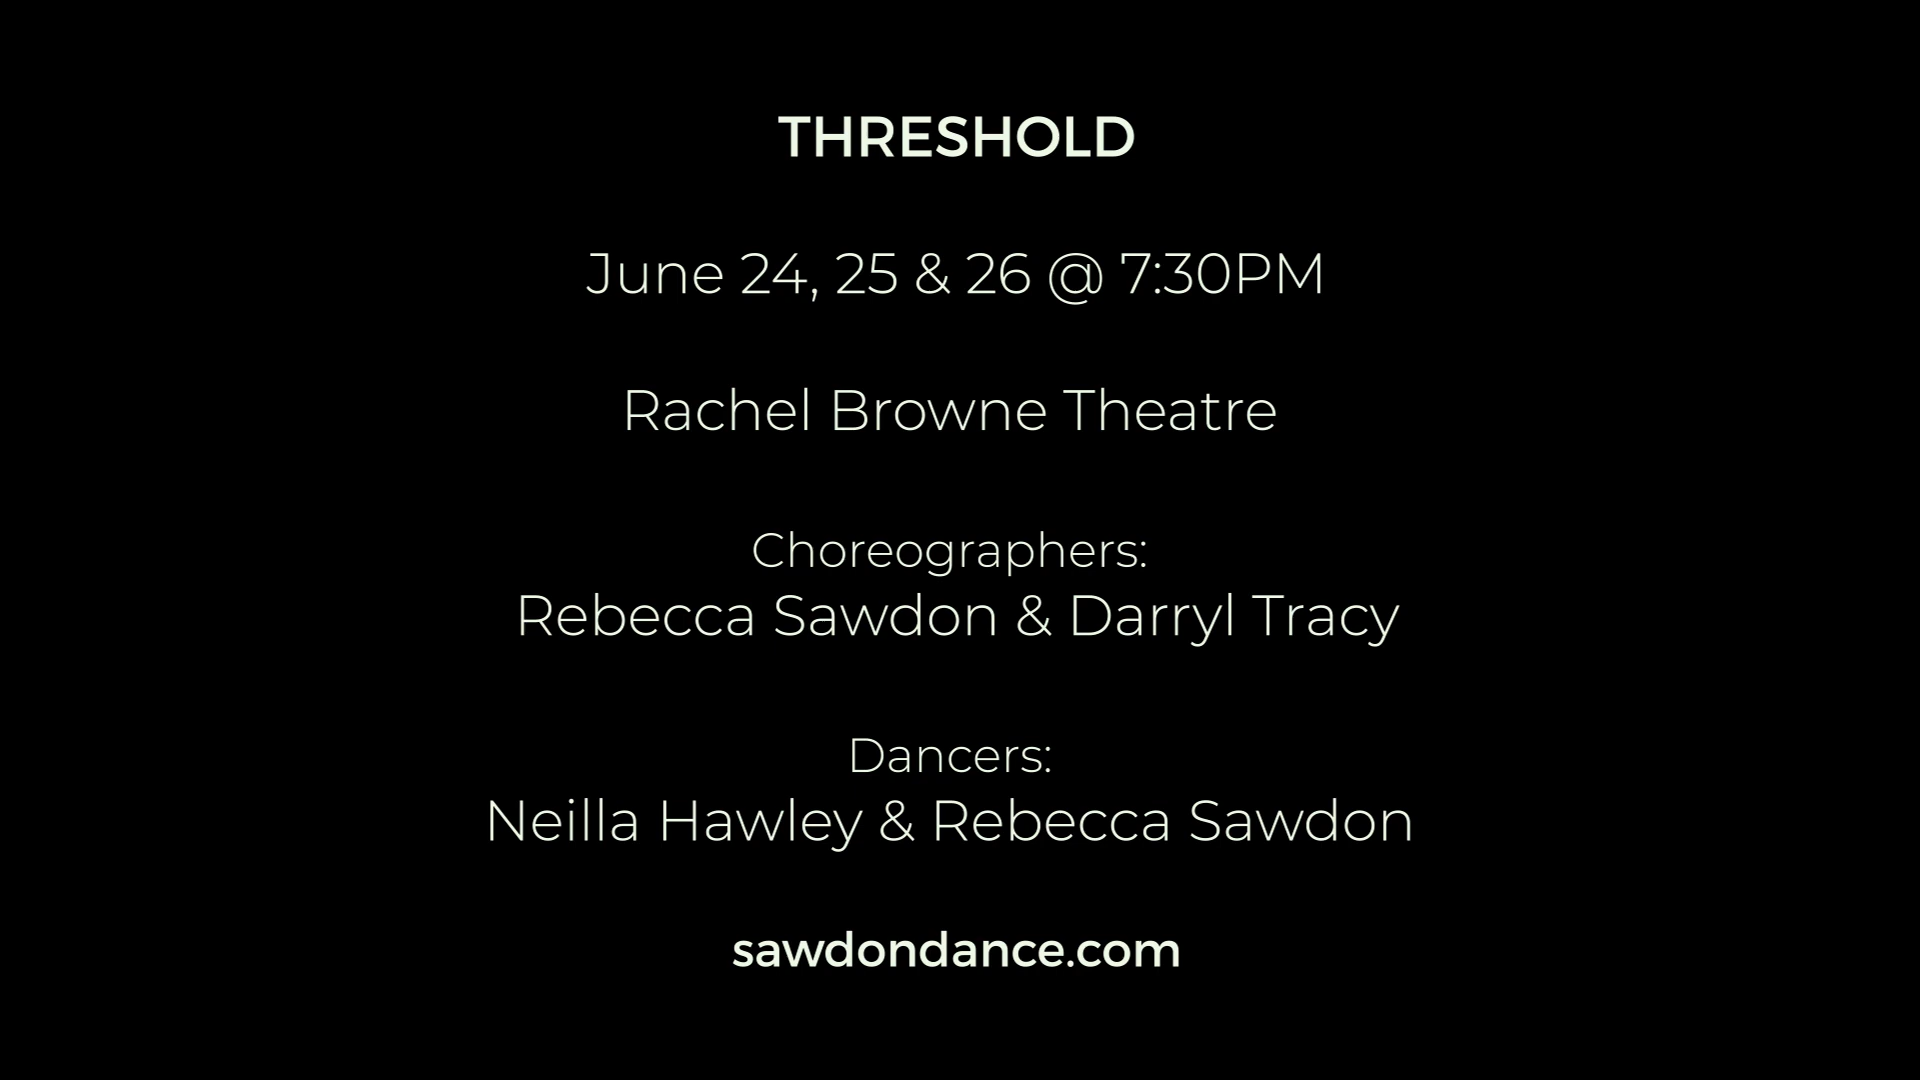 THRESHOLD
June 24, 25 & 26 @ 7:30PM
Rachel Browne Theatre
Choreographers:
Rebecca Sawdon & Darryl Tracy
Dancers:
Neilla Hawley & Rebecca Sawdon
sawdondance.com